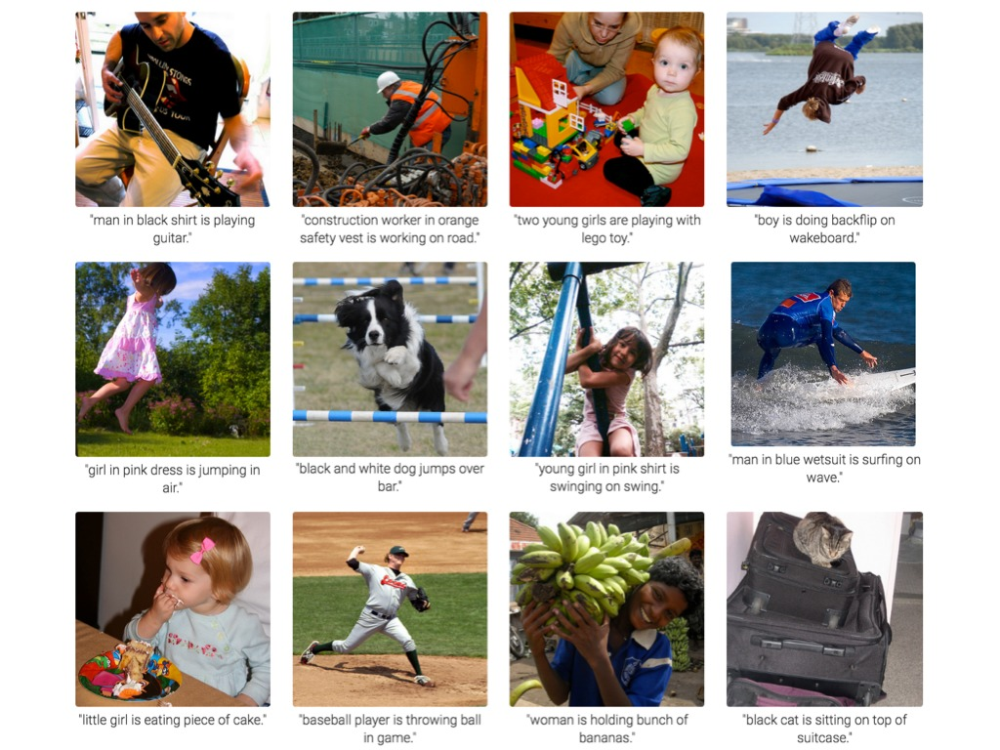 "man in black shirt is playing
guitar."
"construction worker in orange
safety vest is working on road."
"two young girls are playing with
lego toy."
"boy is doing backflip on
wakeboard."
"girl in pink dress is jumping in
air."
"black and white dog jumps over
bar."
"young girl in pink shirt is
swinging on swing."
"man in blue wetsuit is surfing on
wave."
"little girl is eating piece of cake."
"baseball player is throwing ball
in game."
"woman is holding bunch of
bananas."
"black cat is sitting on top of
suitcase."